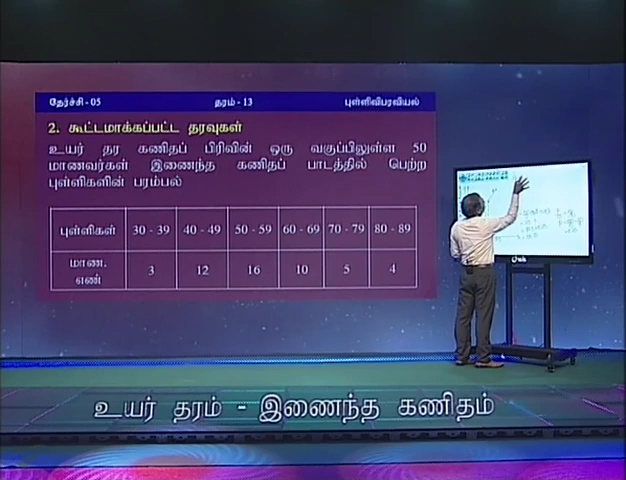 தேர்ச்சி - 05 தரம் - 13 புள்ளிவிபரவியல்
2. கூட்டமாக்கப்பட்ட தரவுகள்
உயர் தர கணிதப் பிரிவின் ஒரு வகுப்பிலுள்ள 50
மாணவர்கள் இணைந்த கணிதப் பாடத்தில் பெற்ற
புள்ளிகளின் பரம்பல்
புள்ளிகள் 30 - 39 40 - 49 50 - 59 60 - 69 70 - 79 80 - 89
மாண. எண் 3 12 16 10 5 4
உயர் தரம் - இணைந்த கணிதம்